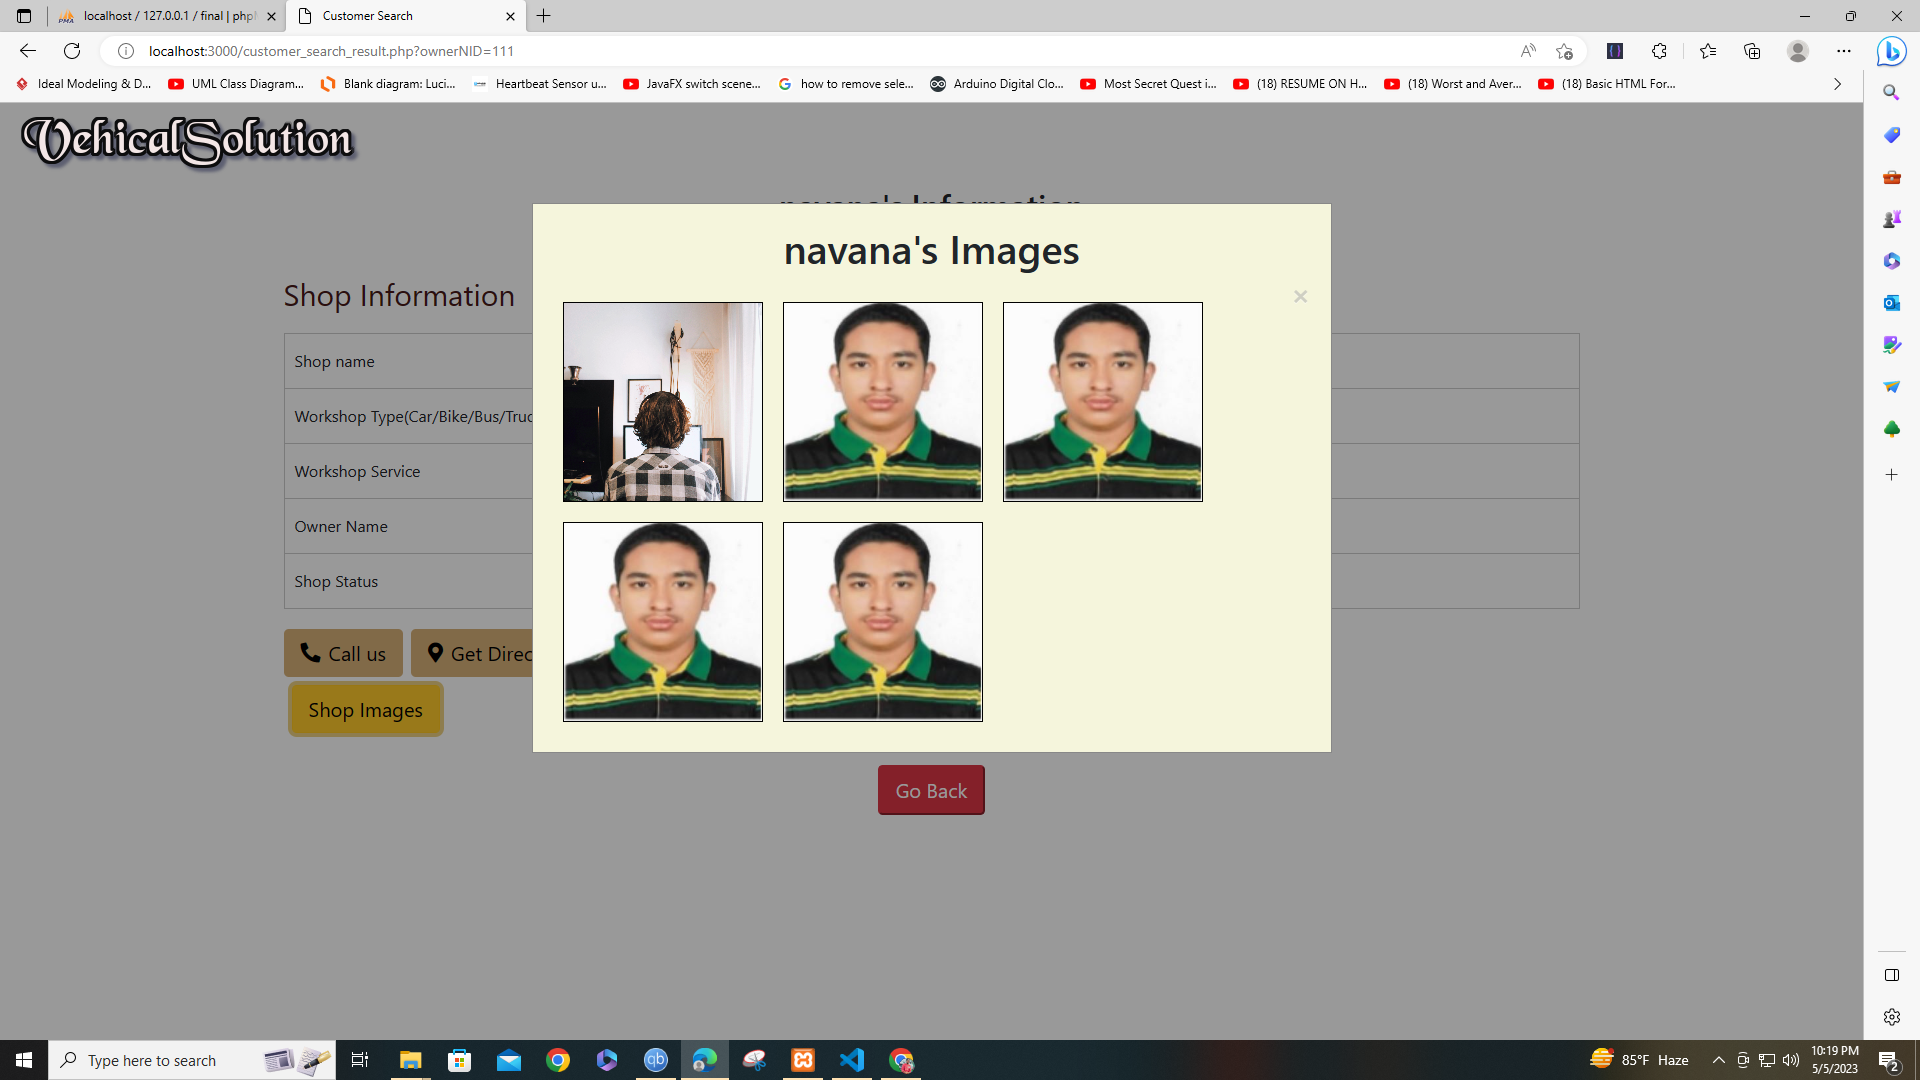 localhost / 127.0.0.1 / final | php
Customer Search
localhost:3000/customer_search_result.php?ownerNID=111
Ideal Modeling & D...
UML Class Diagram...
Blank diagram: Luci...
Heartbeat Sensor u...
JavaFX switch scene...
how to remove sele...
Arduino Digital Clo...
Most Secret Quest i...
(18) RESUME ON H...
(18) Worst and Aver...
(18) Basic HTML For...
VehicalSolution
navana's Information
navana's Images
×
Shop Information
Shop name
Workshop Type(Car/Bike/Bus/Truc
Workshop Service
Owner Name
Shop Status
Call us
Get Direc
Shop Images
Go Back
Type here to search
85°F Haze
10:19 PM
5/5/2023
2